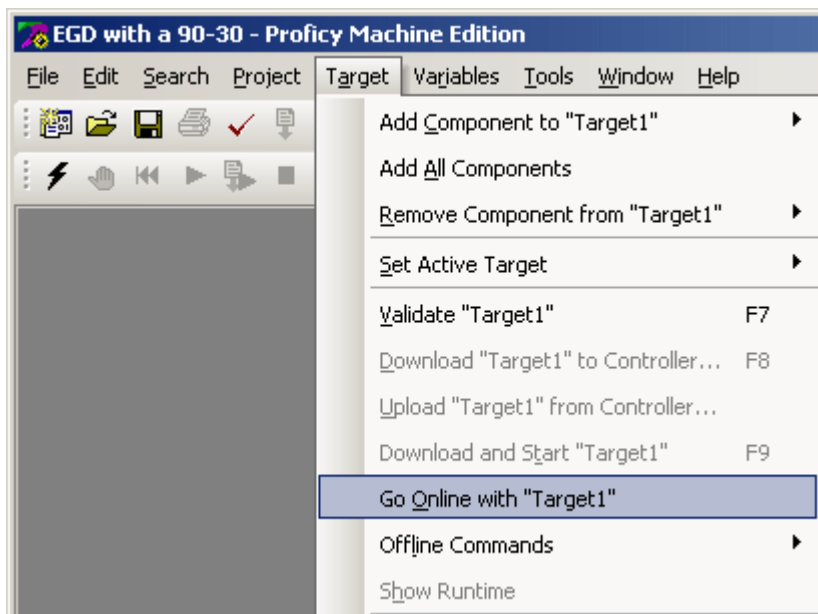 EGD with a 90-30 - Proficy Machine Edition
File Edit Search Project Target Variables Tools Window Help
Add Component to "Target1"
Add All Components
Remove Component from "Target1"
Set Active Target
Validate "Target1" F7
Download "Target1" to Controller... F8
Upload "Target1" from Controller...
Download and Start "Target1" F9
Go Online with "Target1"
Offline Commands
Show Runtime